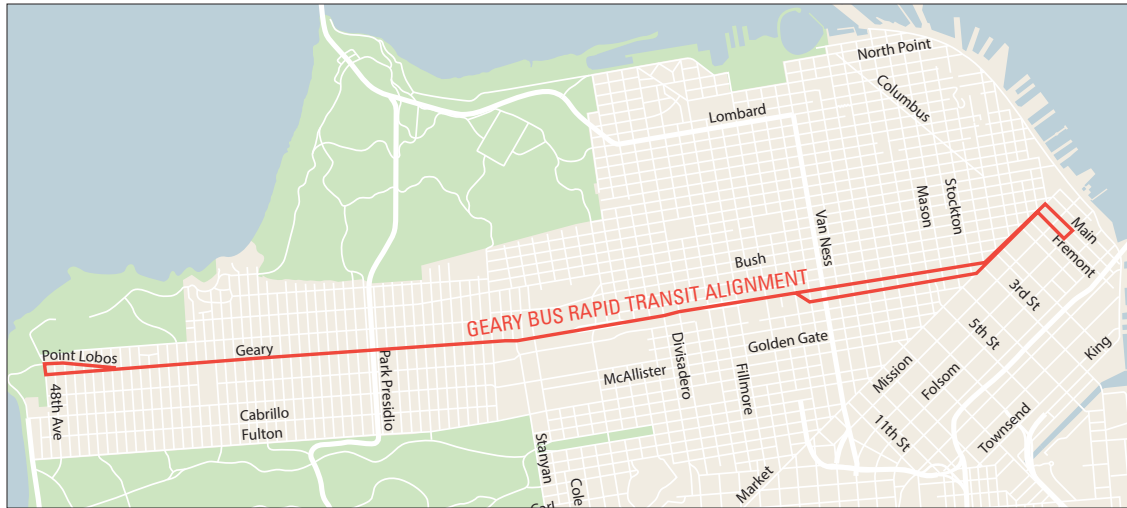 North Point
Columbus
Lombard
Stockton
Mason
Van Ness
Main
Fremont
Bush
GEARY BUS RAPID TRANSIT ALIGNMENT
3rd St
Point Lobos
Geary
Golden Gate
5th St
King
Park Presidio
Divisadero
Fillmore
McAllister
Mission
Folsom
48th Ave
Cabrillo
Fulton
11th St
Townsend
Stanyan
Cole
Market